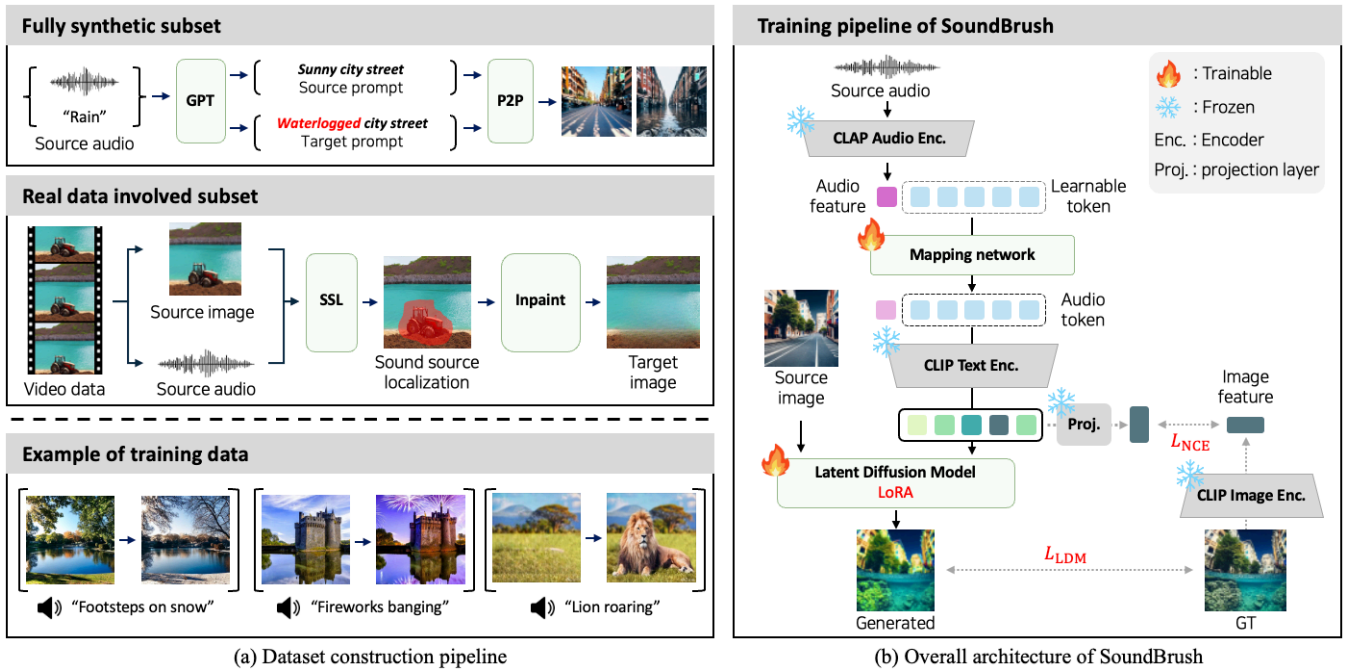 Fully synthetic subset
"Rain"
Source audio
GPT
Sunny city street
Source prompt
Waterlogged city street
Target prompt
P2P
Real data involved subset
Video data
Source image
Source audio
SSL
Sound source
localization
Inpaint
Target
image
Example of training data
"Footsteps on snow"
"Fireworks banging"
"Lion roaring"
(a) Dataset construction pipeline
Training pipeline of SoundBrush
Source audio
: Trainable
: Frozen
Enc. : Encoder
Proj. : projection layer
CLAP Audio Enc.
Audio
feature
Learnable
token
Mapping network
Audio
token
Source
image
CLIP Text Enc.
Proj.
Image
feature
L_NCE
Latent Diffusion Model
LoRA
CLIP Image Enc.
L_LDM
Generated
GT
(b) Overall architecture of SoundBrush